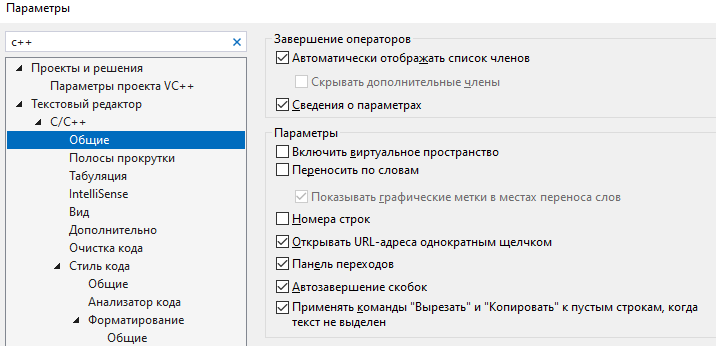 Параметры
c++
Проекты и решения
Параметры проекта VC++
Текстовый редактор
C/C++
Общие
Полосы прокрутки
Табуляция
IntelliSense
Вид
Дополнительно
Очистка кода
Стиль кода
Общие
Анализатор кода
Форматирование
Общие
Завершение операторов
Автоматически отображать список членов
Скрывать дополнительные члены
Сведения о параметрах
Параметры
Включить виртуальное пространство
Переносить по словам
Показывать графические метки в местах переноса слов
Номера строк
Открывать URL-адреса однократным щелчком
Панель переходов
Автозавершение скобок
Применять команды "Вырезать" и "Копировать" к пустым строкам, когда
текст не выделен